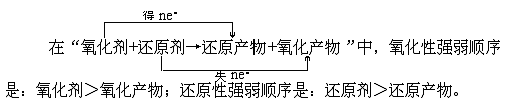 得 ne⁻
在“氧化剂+还原剂→还原产物+氧化产物”中，氧化性强弱顺序
失 ne⁻
是：氧化剂＞氧化产物；还原性强弱顺序是：还原剂＞还原产物。